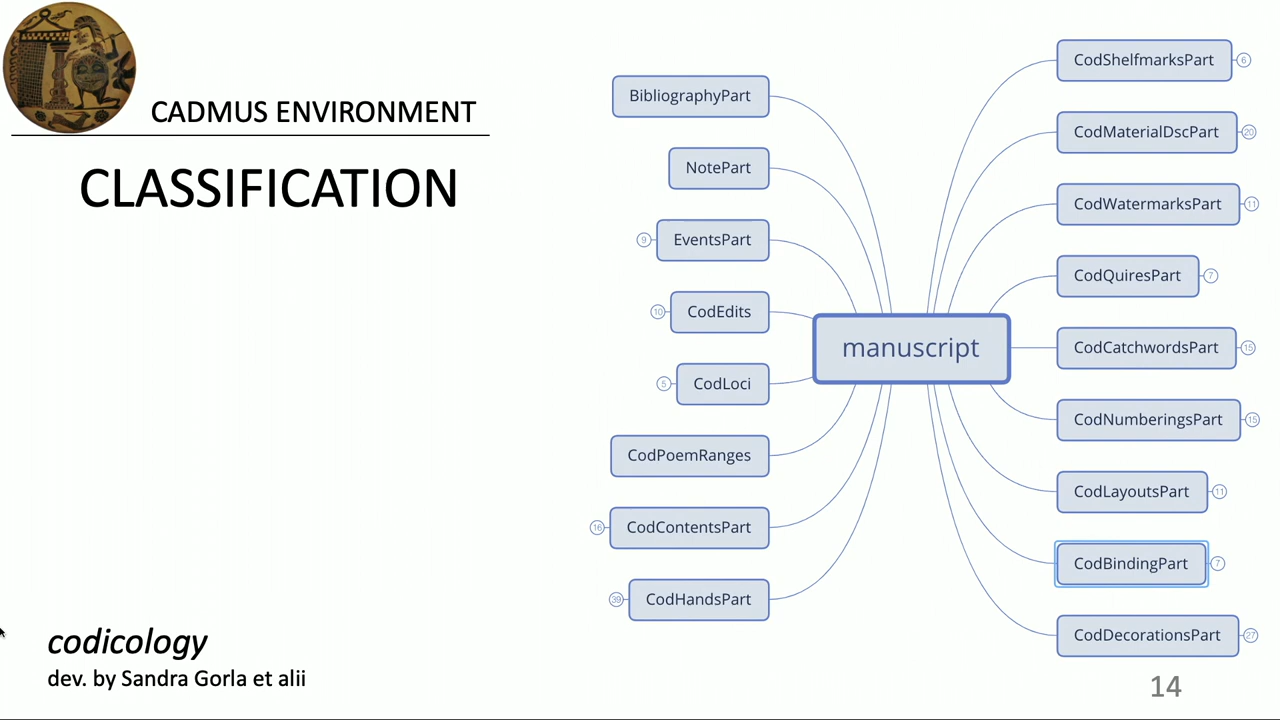 CADMUS ENVIRONMENT
CLASSIFICATION
BibliographyPart
NotePart
9 EventsPart
10 CodEdits
5 CodLoci
CodPoemRanges
16 CodContentsPart
39 CodHandsPart
manuscript
CodShelfmarksPart 6
CodMaterialDscPart 20
CodWatermarksPart 11
CodQuiresPart 7
CodCatchwordsPart 15
CodNumberingsPart 15
CodLayoutsPart 11
CodBindingPart 7
CodDecorationsPart 27
codicology
dev. by Sandra Gorla et alii
14